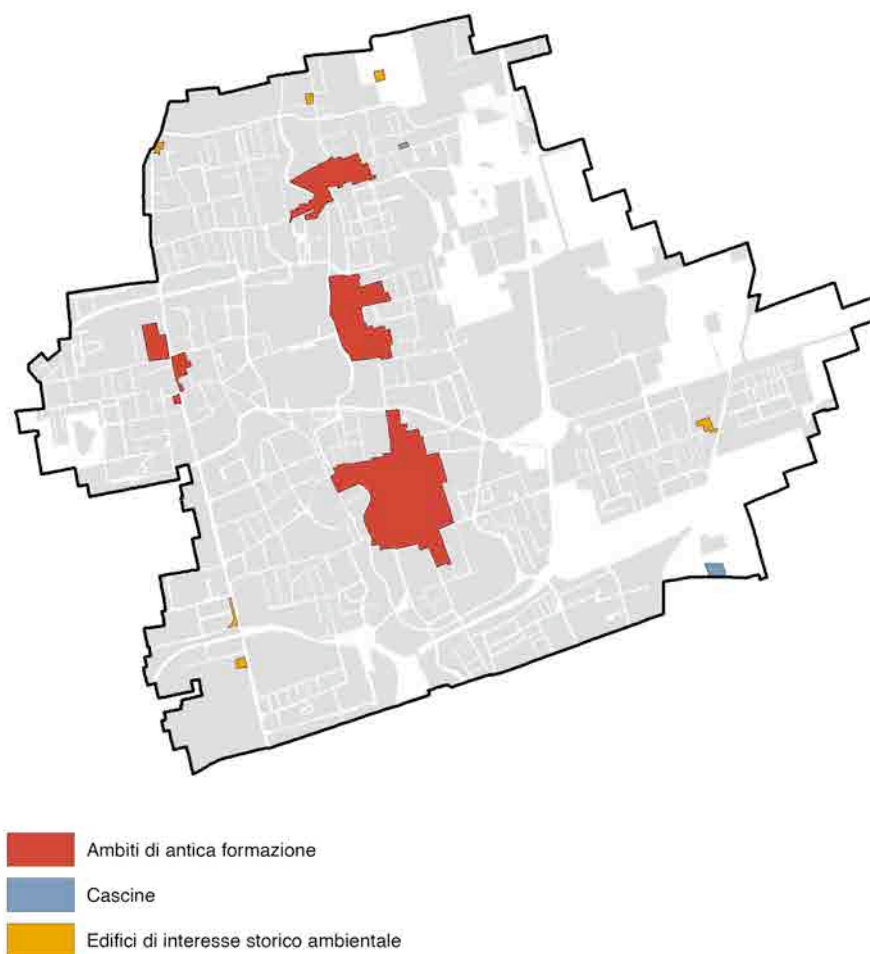 Ambiti di antica formazione
Cascine
Edifici di interesse storico ambientale